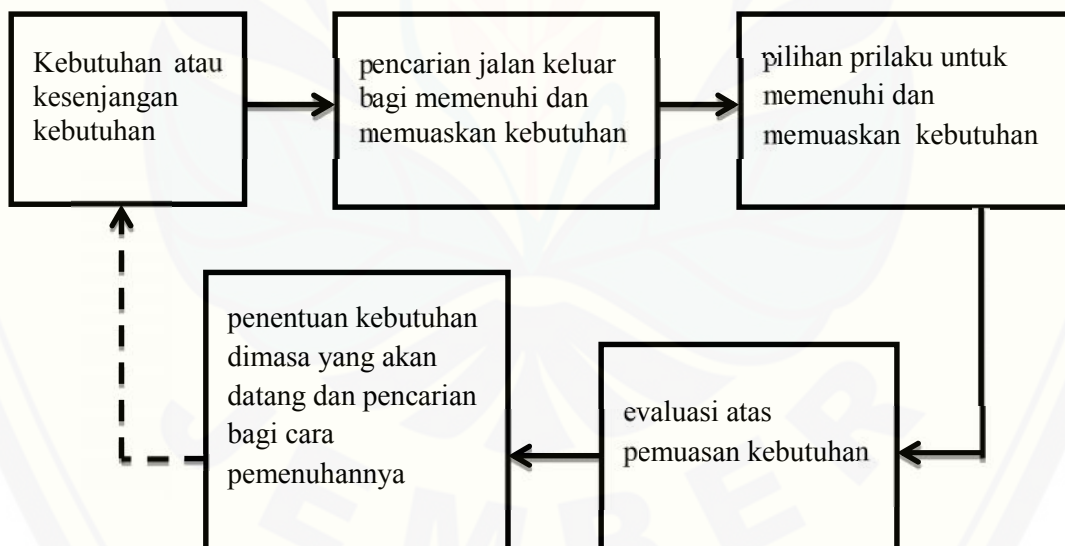 Kebutuhan atau
kesenjangan
kebutuhan
pencarian jalan keluar
bagi memenuhi dan
memuaskan kebutuhan
pilihan prilaku untuk
memenuhi dan
memuaskan kebutuhan
penentuan kebutuhan
dimasa yang akan
datang dan pencarian
bagi cara
pemenuhannya
evaluasi atas
pemuasan kebutuhan
JEMBER